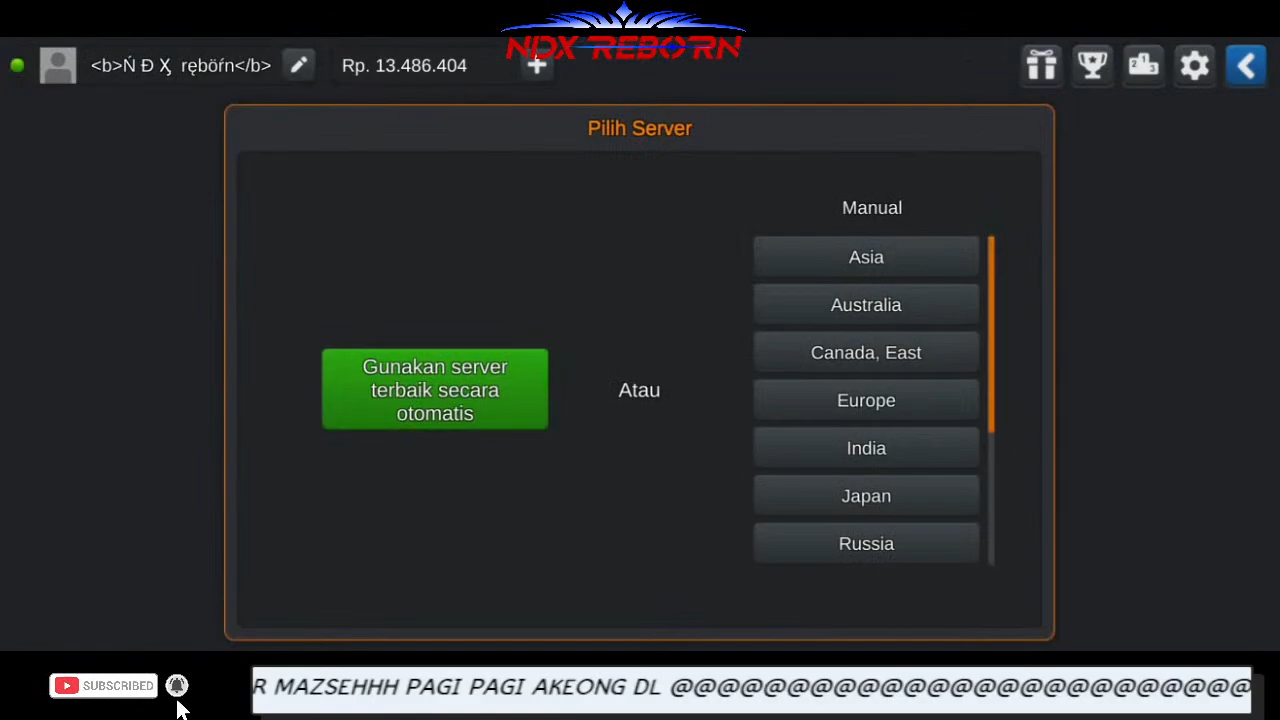 NDX REBORN
<b>Ń Đ Ӽ ręböŕn</b>
Rp. 13.486.404
Pilih Server
Manual
Asia
Australia
Canada, East
Europe
India
Japan
Russia
Gunakan server
terbaik secara
otomatis
Atau
SUBSCRIBED
R MAZSEHHH PAGI PAGI AKEONG DL @@@@@@@@@@@@@@@@@@@@@@@@@